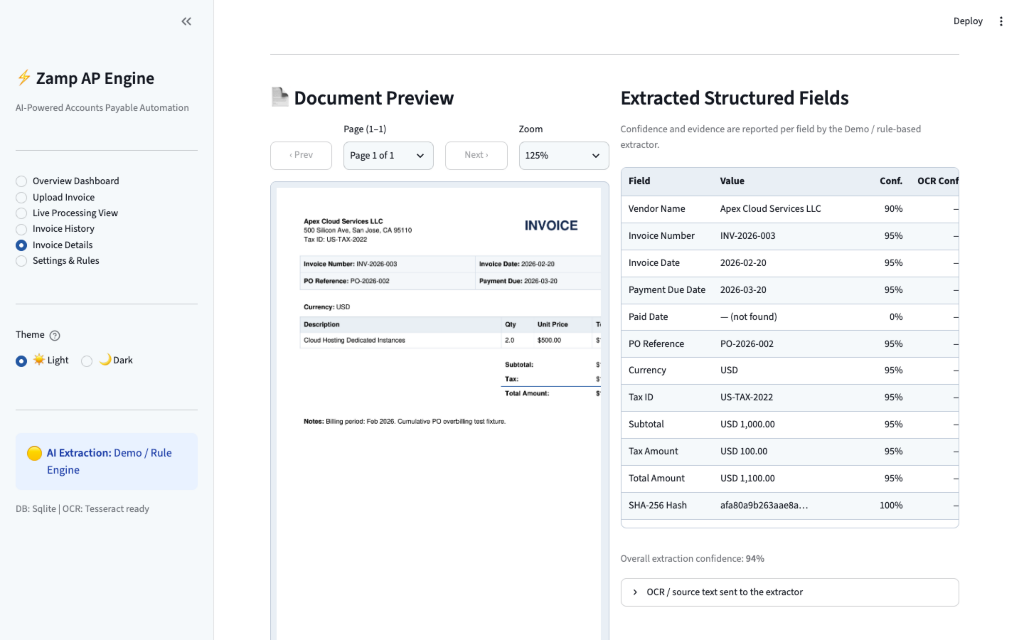 Deploy
⚡ Zamp AP Engine
AI-Powered Accounts Payable Automation
Overview Dashboard
Upload Invoice
Live Processing View
Invoice History
Invoice Details
Settings & Rules
Theme
☀️ Light
🌙 Dark
AI Extraction: Demo / Rule
Engine
DB: Sqlite | OCR: Tesseract ready
Document Preview
Page (1–1)
Zoom
‹ Prev
Page 1 of 1
Next ›
125%
Apex Cloud Services LLC
500 Silicon Ave, San Jose, CA 95110
Tax ID: US-TAX-2022
INVOICE
Invoice Number: INV-2026-003
Invoice Date: 2026-02-20
PO Reference: PO-2026-002
Payment Due: 2026-03-20
Currency: USD
Description Qty Unit Price
Cloud Hosting Dedicated Instances 2.0 $500.00
Subtotal:
Tax:
Total Amount:
Notes: Billing period: Feb 2026. Cumulative PO overbilling test fixture.
Extracted Structured Fields
Confidence and evidence are reported per field by the Demo / rule-based
extractor.
Field Value Conf. OCR Conf
Vendor Name Apex Cloud Services LLC 90% —
Invoice Number INV-2026-003 95% —
Invoice Date 2026-02-20 95% —
Payment Due Date 2026-03-20 95% —
Paid Date — (not found) 0% —
PO Reference PO-2026-002 95% —
Currency USD 95% —
Tax ID US-TAX-2022 95% —
Subtotal USD 1,000.00 95% —
Tax Amount USD 100.00 95% —
Total Amount USD 1,100.00 95% —
SHA-256 Hash afa80a9b263aae8a… 100% —
Overall extraction confidence: 94%
OCR / source text sent to the extractor